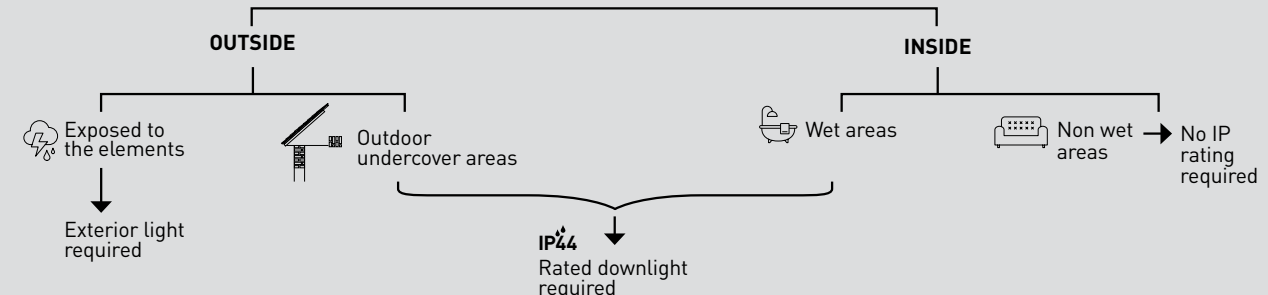 OUTSIDE
INSIDE
Exposed to
the elements
Outdoor
undercover areas
Wet areas
Non wet
areas
No IP
rating
required
Exterior light
required
IP44
Rated downlight
required